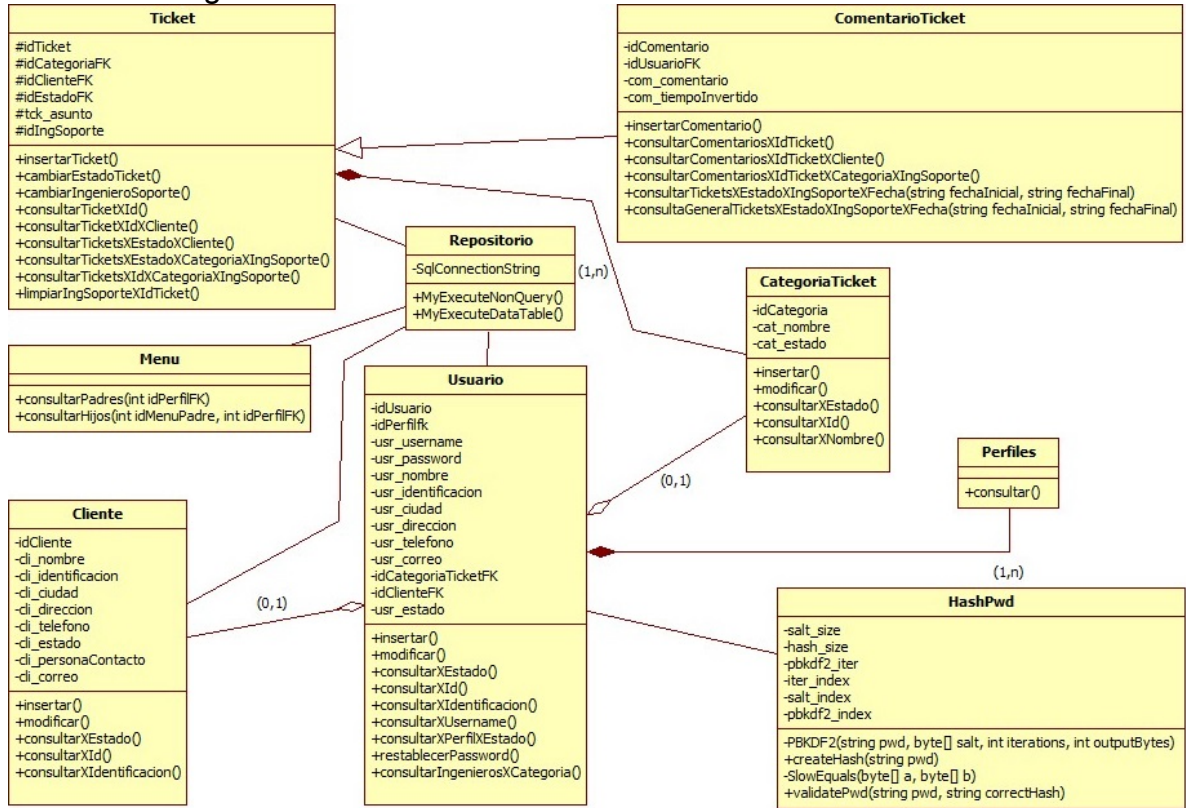 Ticket
#idTicket
#idCategoriaFK
#idClienteFK
#idEstadoFK
#tck_asunto
#idIngSoporte
+insertarTicket()
+cambiarEstadoTicket()
+cambiarIngenieroSoporte()
+consultarTicketXId()
+consultarTicketXIdXCliente()
+consultarTicketsXEstadoXCliente()
+consultarTicketsXEstadoXCategoriaXIngSoporte()
+consultarTicketsXIdXCategoriaXIngSoporte()
+limpiarIngSoporteXIdTicket()
ComentarioTicket
-idComentario
-idUsuarioFK
-com_comentario
-com_tiempoInvertido
+insertarComentario()
+consultarComentariosXIdTicket()
+consultarComentariosXIdTicketXCliente()
+consultarComentariosXIdTicketXCategoriaXIngSoporte()
+consultarTicketsXEstadoXIngSoporteXFecha(string fechaInicial, string fechaFinal)
+consultaGeneralTicketsXEstadoXIngSoporteXFecha(string fechaInicial, string fechaFinal)
Repositorio
-SqlConnectionString
+MyExecuteNonQuery()
+MyExecuteDataTable()
(1,n)
CategoriaTicket
-idCategoria
-cat_nombre
-cat_estado
+insertar()
+modificar()
+consultarXEstado()
+consultarXId()
+consultarXNombre()
Menu
+consultarPadres(int idPerfilFK)
+consultarHijos(int idMenuPadre, int idPerfilFK)
Usuario
-idUsuario
-idPerfilfk
-usr_username
-usr_password
-usr_nombre
-usr_identificacion
-usr_ciudad
-usr_direccion
-usr_telefono
-usr_correo
-idCategoriaTicketFK
-idClienteFK
-usr_estado
+insertar()
+modificar()
+consultarXEstado()
+consultarXId()
+consultarXIdentificacion()
+consultarXUsername()
+consultarXPerfilXEstado()
+restablecerPassword()
+consultarIngenierosXCategoria()
(0,1)
Perfiles
+consultar()
(1,n)
Cliente
-idCliente
-cli_nombre
-cli_identificacion
-cli_ciudad
-cli_direccion
-cli_telefono
-cli_estado
-cli_personaContacto
-cli_correo
+insertar()
+modificar()
+consultarXEstado()
+consultarXId()
+consultarXIdentificacion()
(0,1)
HashPwd
-salt_size
-hash_size
-pbkdf2_iter
-iter_index
-salt_index
-pbkdf2_index
-PBKDF2(string pwd, byte[] salt, int iterations, int outputBytes)
+createHash(string pwd)
-SlowEquals(byte[] a, byte[] b)
+validatePwd(string pwd, string correctHash)